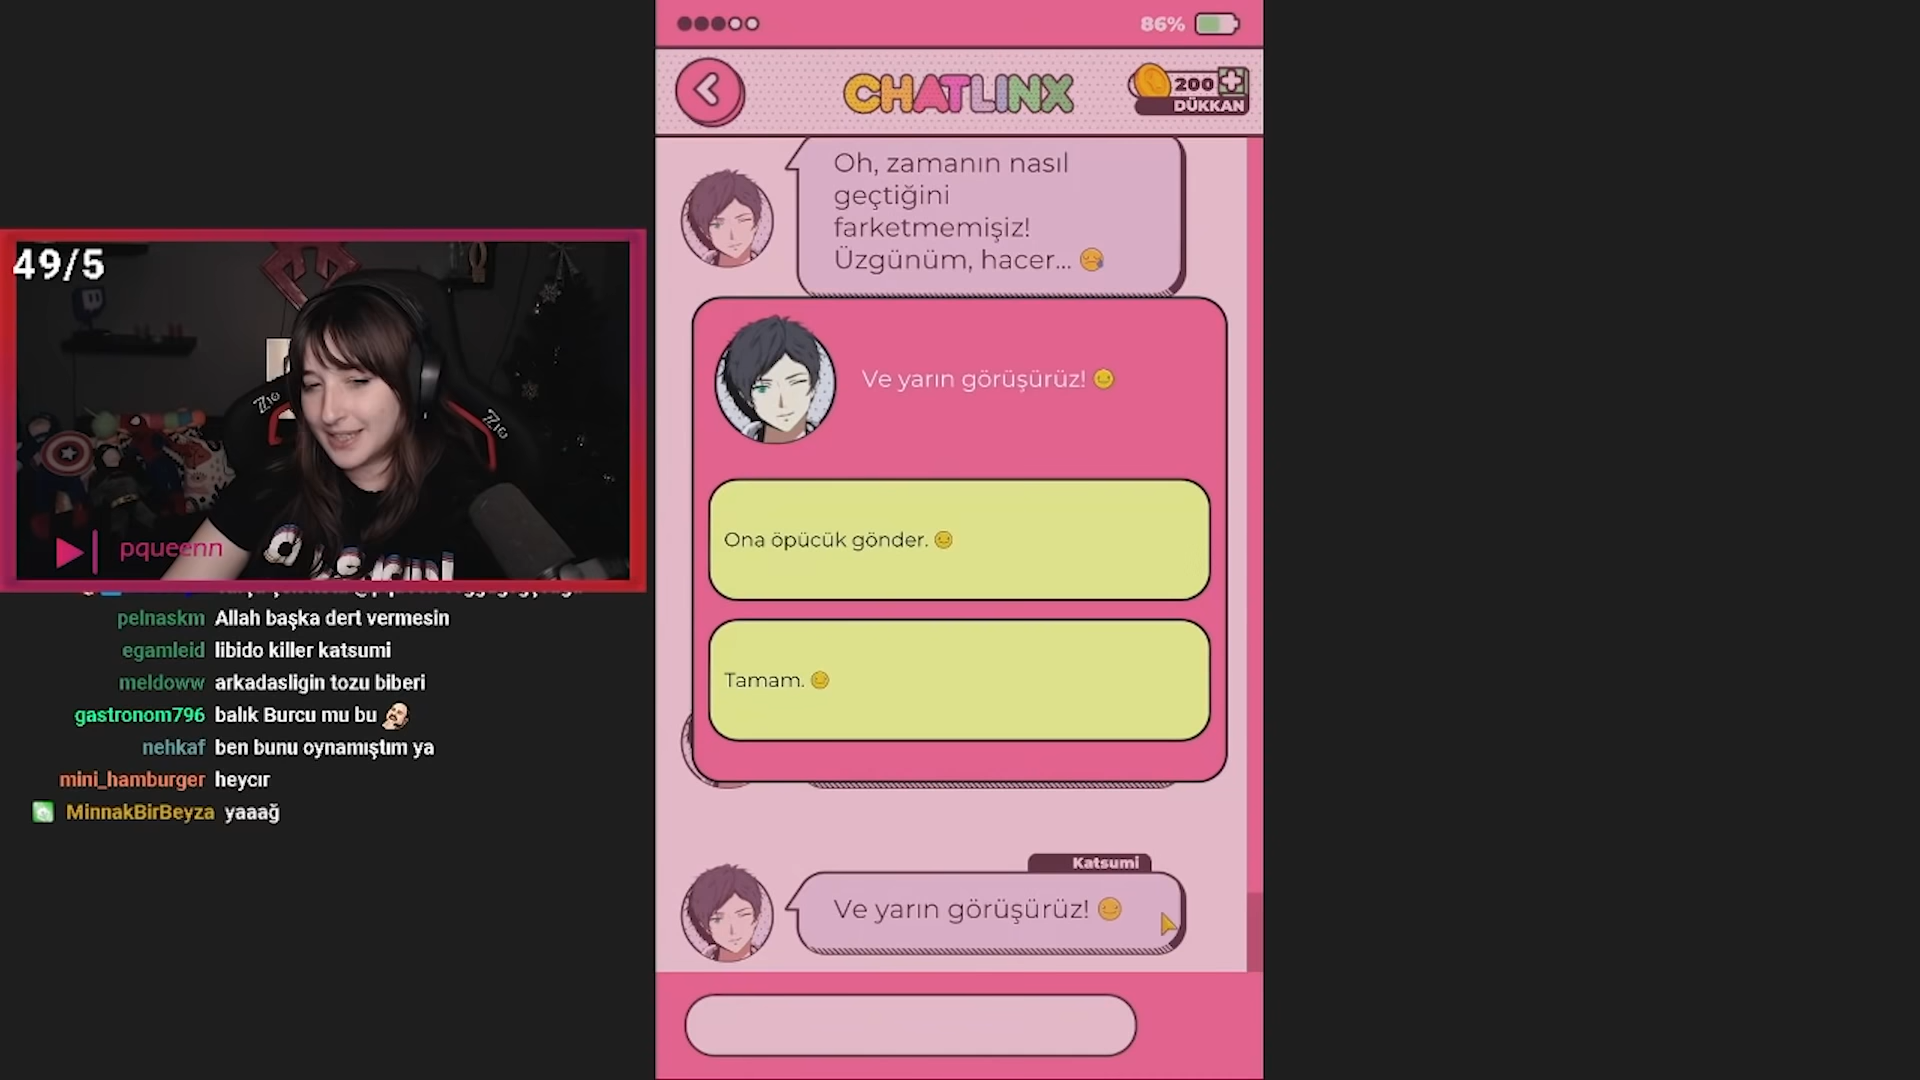 86%
CHATLINX
200
DÜKKAN
Oh, zamanın nasıl
geçtiğini
farketmemişiz!
Üzgünüm, hacer... 😥
Ve yarın görüşürüz! 🙂
Ona öpücük gönder. 🙂
Tamam. 🙂
Katsumi
Ve yarın görüşürüz! 🙂
49/5
ZIQ
ZIQ
pqueenn
pelnaskm Allah başka dert vermesin
egamleid libido killer katsumi
meldoww arkadasligin tozu biberi
gastronom796 balık Burcu mu bu
nehkaf ben bunu oynamıştım ya
mini_hamburger heycır
MinnakBirBeyza yaaağ